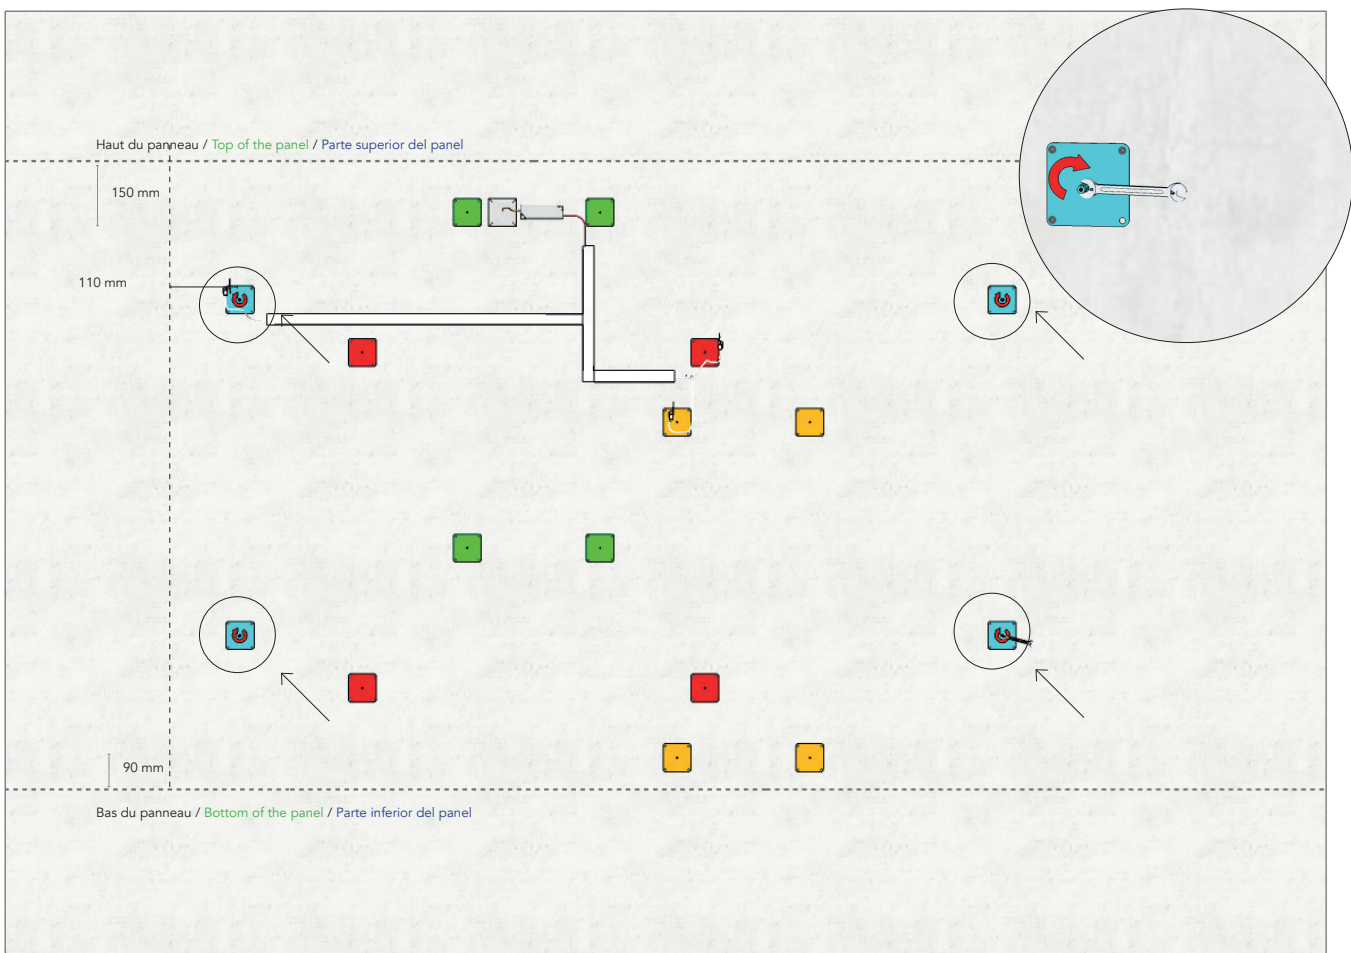 Haut du panneau / Top of the panel / Parte superior del panel
150 mm
110 mm
90 mm
Bas du panneau / Bottom of the panel / Parte inferior del panel